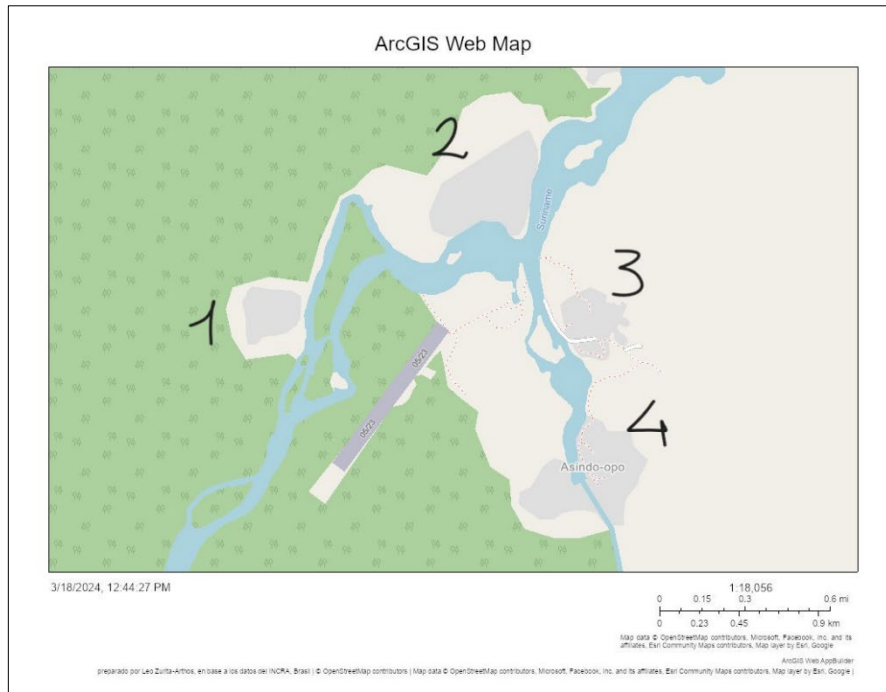 ArcGIS Web Map
2
Suriname
3
1
05/23
05/23
4
Asindo-opo
3/18/2024, 12:44:27 PM
1:18,056
0 0.15 0.3 0.6 mi
0 0.23 0.45 0.9 km
Map data © OpenStreetMap contributors, Microsoft, Facebook, Inc. and its
affiliates, Esri Community Maps contributors, Map layer by Esri, Google
ArcGIS Web AppBuilder
preparado por Leo Zurita-Arthos, en base a los datos del INCRA, Brasil | © OpenStreetMap contributors | Map data © OpenStreetMap contributors, Microsoft, Facebook, Inc. and its affiliates, Esri Community Maps contributors, Map layer by Esri, Google |